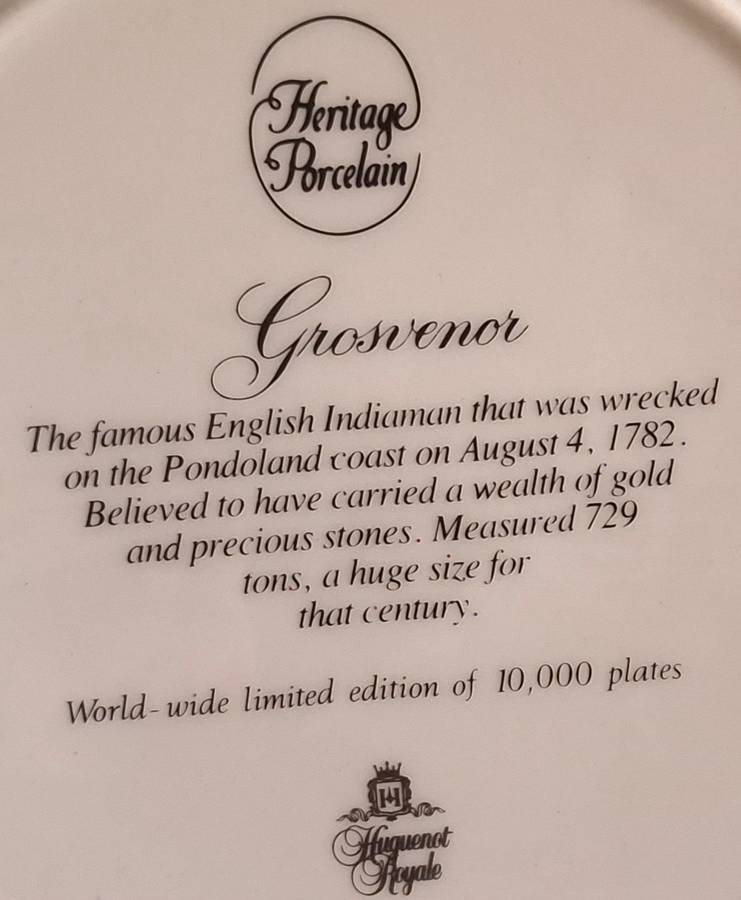 Heritage
Porcelain
Grosvenor
The famous English Indiaman that was wrecked
on the Pondoland coast on August 4, 1782.
Believed to have carried a wealth of gold
and precious stones. Measured 729
tons, a huge size for
that century.
World-wide limited edition of 10,000 plates
H
Huguenot
Royale